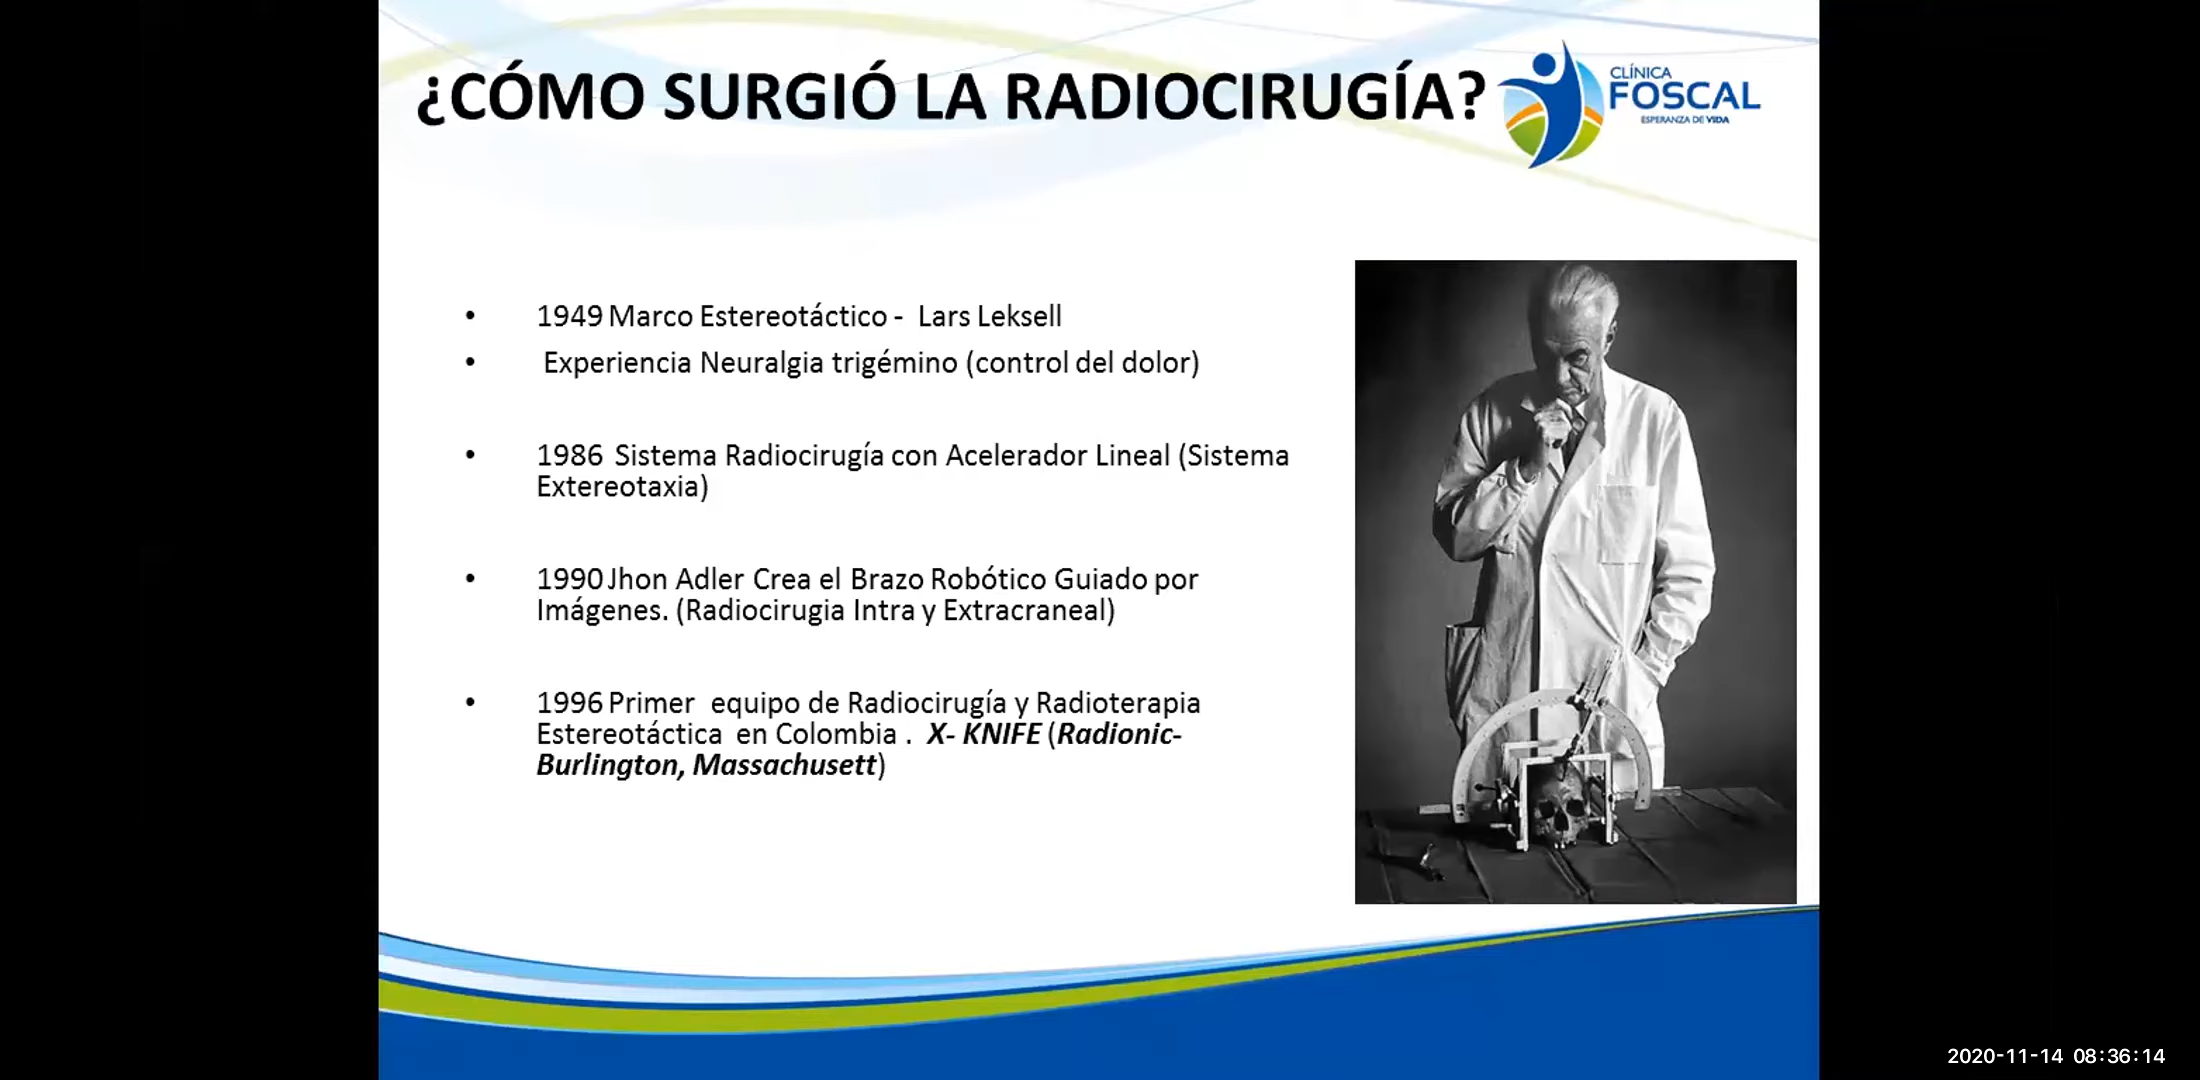 ¿CÓMO SURGIÓ LA RADIOCIRUGÍA?
CLÍNICA
FOSCAL
ESPERANZA DE VIDA
• 1949 Marco Estereotáctico - Lars Leksell
• Experiencia Neuralgia trigémino (control del dolor)
• 1986 Sistema Radiocirugía con Acelerador Lineal (Sistema
Extereotaxia)
• 1990 Jhon Adler Crea el Brazo Robótico Guiado por
Imágenes. (Radiocirugia Intra y Extracraneal)
• 1996 Primer equipo de Radiocirugía y Radioterapia
Estereotáctica en Colombia . X- KNIFE (Radionic-
Burlington, Massachusett)
2020-11-14 08:36:14